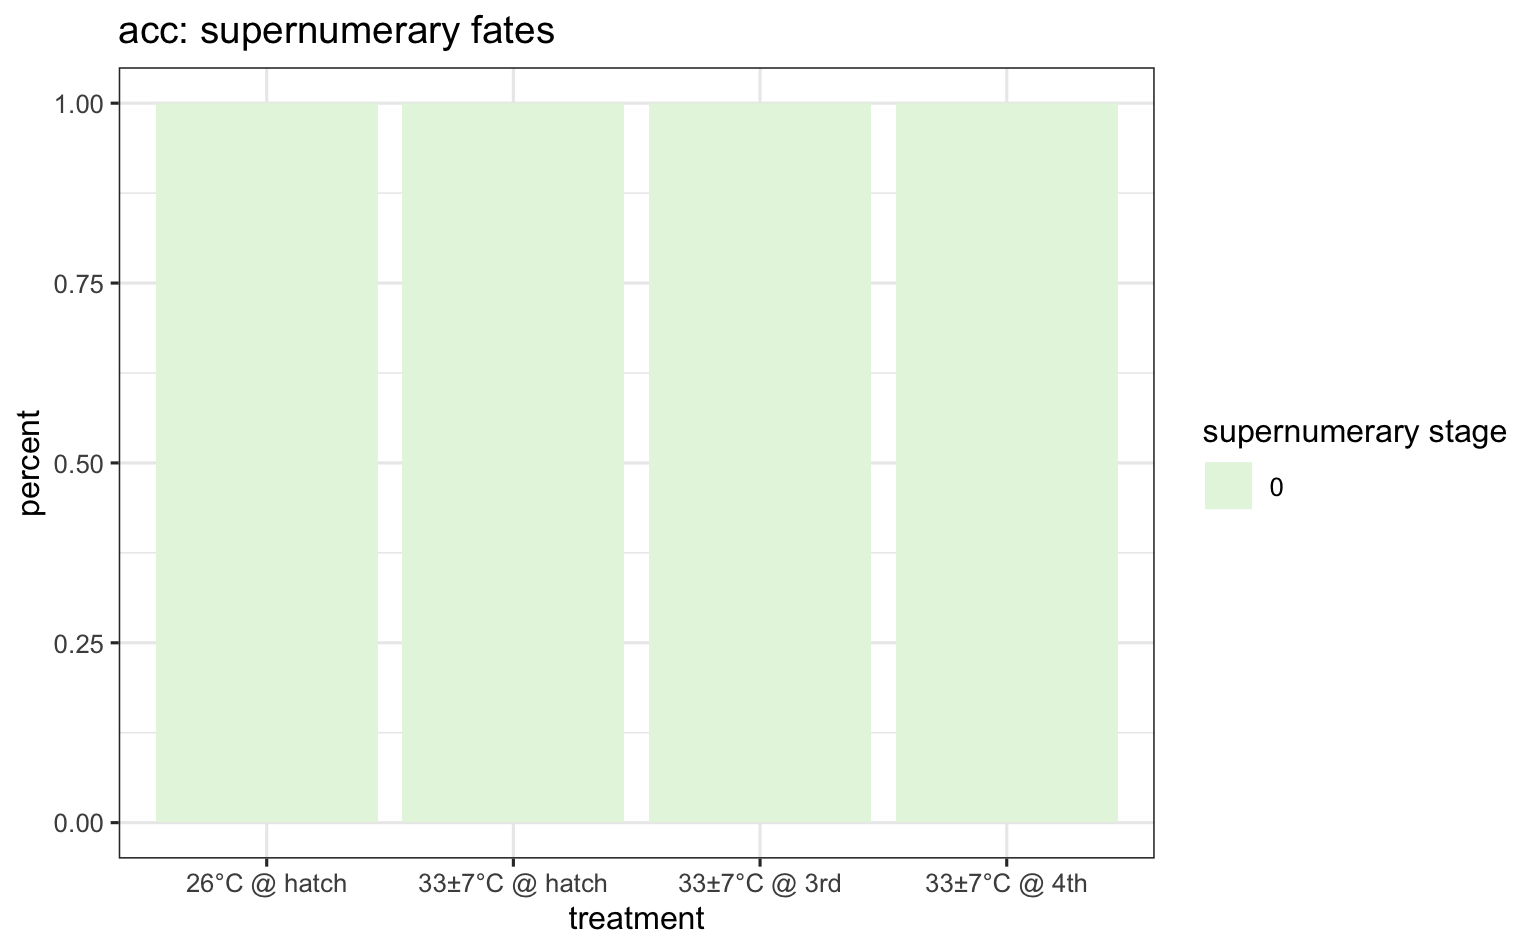 acc: supernumerary fates
1.00
0.75
0.50
0.25
0.00
percent
26°C @ hatch
33±7°C @ hatch
33±7°C @ 3rd
33±7°C @ 4th
treatment
supernumerary stage
0